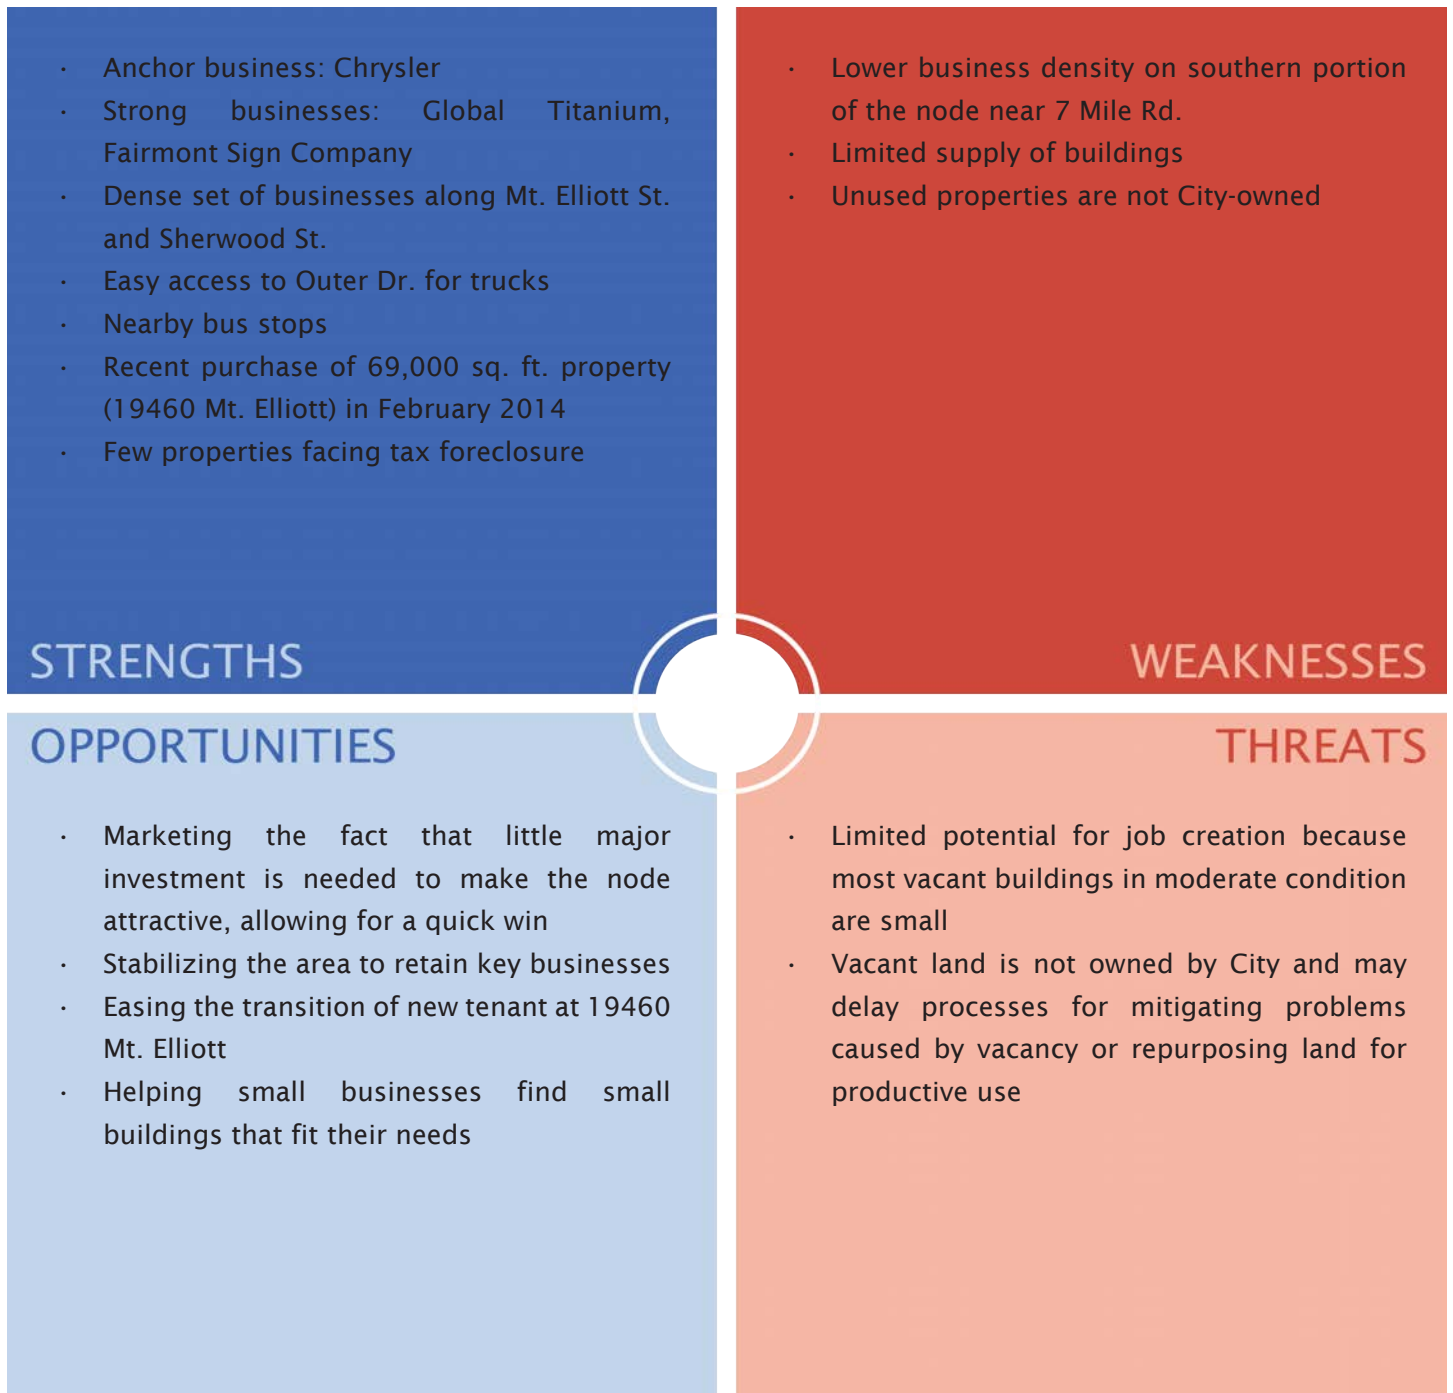 · Anchor business: Chrysler
· Strong businesses: Global Titanium,
Fairmont Sign Company
· Dense set of businesses along Mt. Elliott St.
and Sherwood St.
· Easy access to Outer Dr. for trucks
· Nearby bus stops
· Recent purchase of 69,000 sq. ft. property
(19460 Mt. Elliott) in February 2014
· Few properties facing tax foreclosure
STRENGTHS
· Lower business density on southern portion
of the node near 7 Mile Rd.
· Limited supply of buildings
· Unused properties are not City-owned
WEAKNESSES
OPPORTUNITIES
· Marketing the fact that little major
investment is needed to make the node
attractive, allowing for a quick win
· Stabilizing the area to retain key businesses
· Easing the transition of new tenant at 19460
Mt. Elliott
· Helping small businesses find small
buildings that fit their needs
THREATS
· Limited potential for job creation because
most vacant buildings in moderate condition
are small
· Vacant land is not owned by City and may
delay processes for mitigating problems
caused by vacancy or repurposing land for
productive use